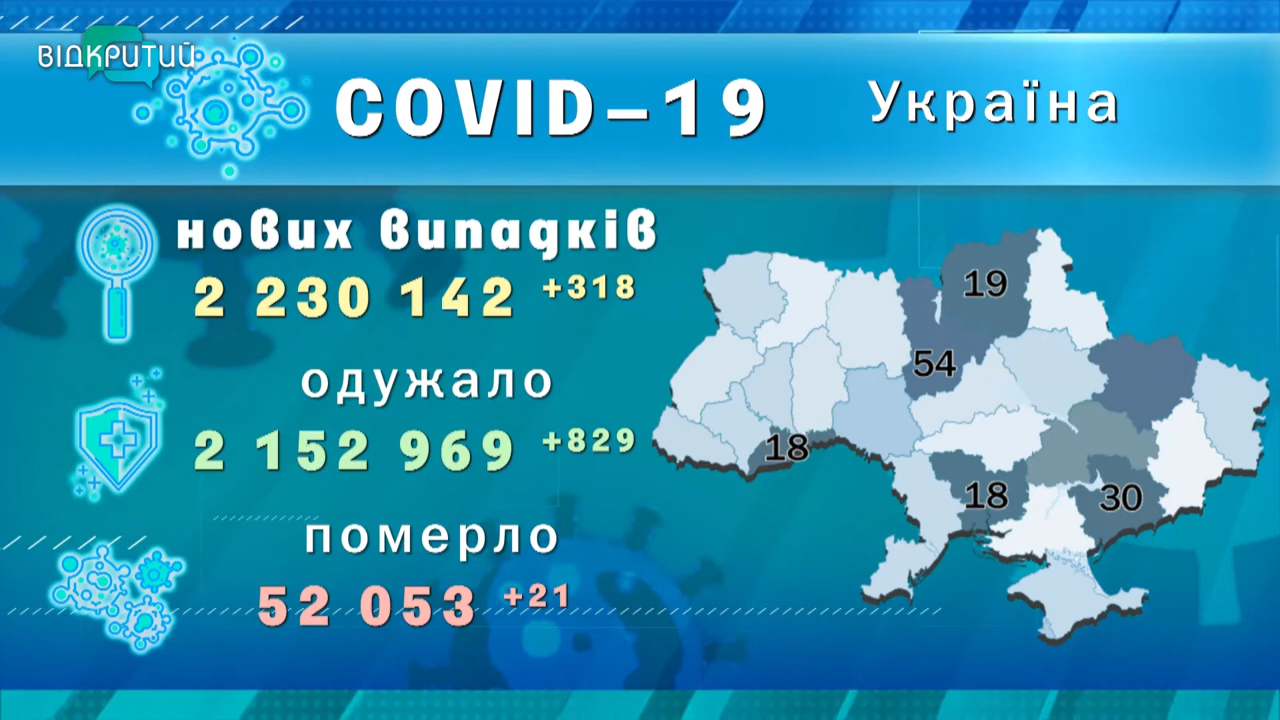 ВІДКРИТИЙ
COVID–19 Україна
нових випадків
2 230 142 +318
одужало
2 152 969 +829
померло
52 053 +21
19
54
18
18
30